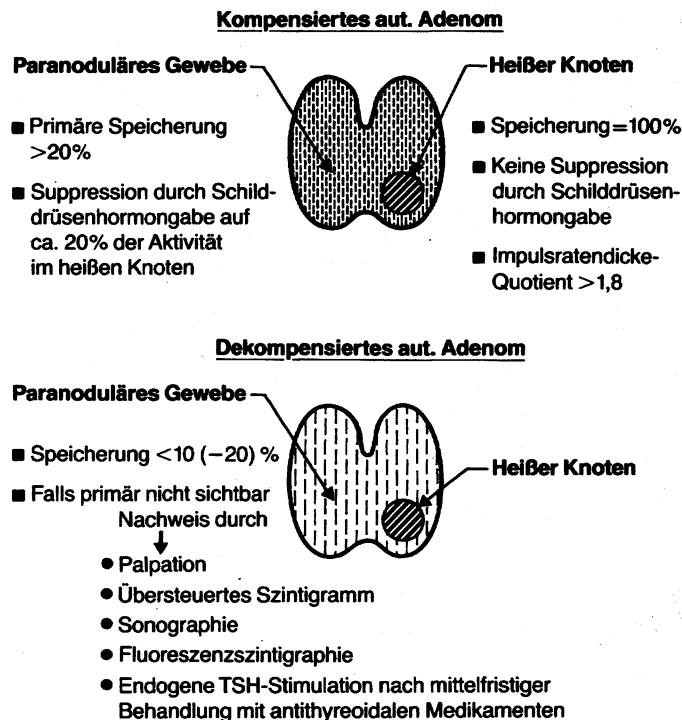 Kompensiertes aut. Adenom
Paranoduläres Gewebe
■ Primäre Speicherung
>20%
■ Suppression durch Schild-
drüsenhormongabe auf
ca. 20% der Aktivität
im heißen Knoten
Heißer Knoten
■ Speicherung=100%
■ Keine Suppression
durch Schilddrüsen-
hormongabe
■ Impulsratendicke-
Quotient >1,8
Dekompensiertes aut. Adenom
Paranoduläres Gewebe
■ Speicherung <10 (–20) %
■ Falls primär nicht sichtbar
Nachweis durch
● Palpation
● Übersteuertes Szintigramm
● Sonographie
● Fluoreszenzszintigraphie
● Endogene TSH-Stimulation nach mittelfristiger
Behandlung mit antithyreoidalen Medikamenten
Heißer Knoten